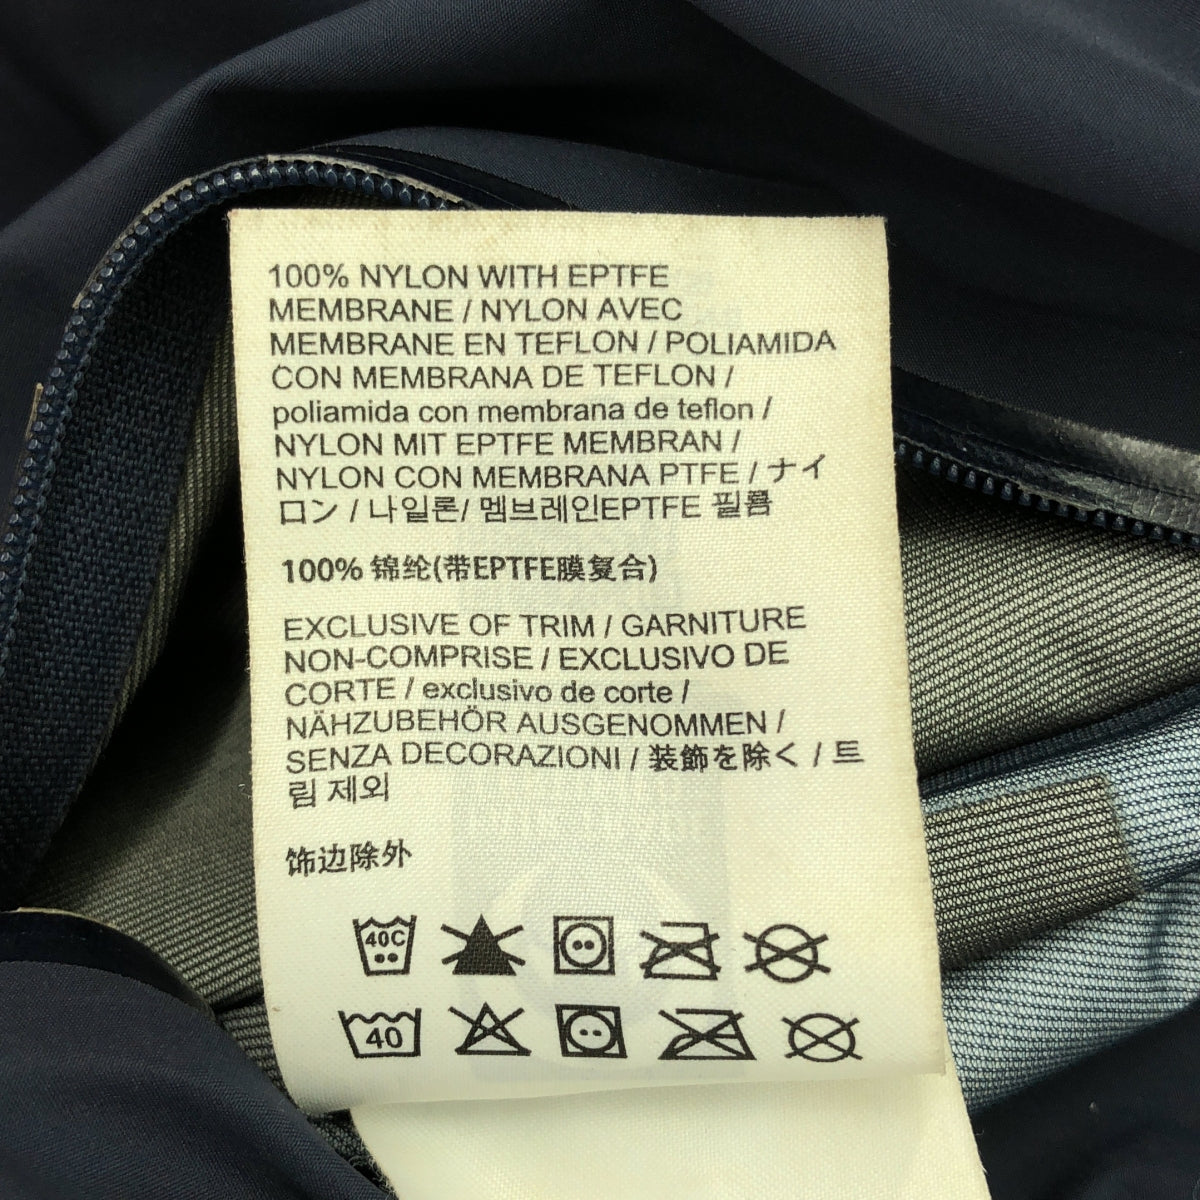 100% NYLON WITH EPTFE
MEMBRANE / NYLON AVEC
MEMBRANE EN TEFLON / POLIAMIDA
CON MEMBRANA DE TEFLON /
poliamida con membrana de teflon /
NYLON MIT EPTFE MEMBRAN /
NYLON CON MEMBRANA PTFE / ナイ
ロン / 나일론/ 멤브레인EPTFE 필름
100% 锦纶(带EPTFE膜复合)
EXCLUSIVE OF TRIM / GARNITURE
NON-COMPRISE / EXCLUSIVO DE
CORTE / exclusivo de corte /
NÄHZUBEHÖR AUSGENOMMEN /
SENZA DECORAZIONI / 装飾を除く / 트
림 제외
饰边除外
40C
40